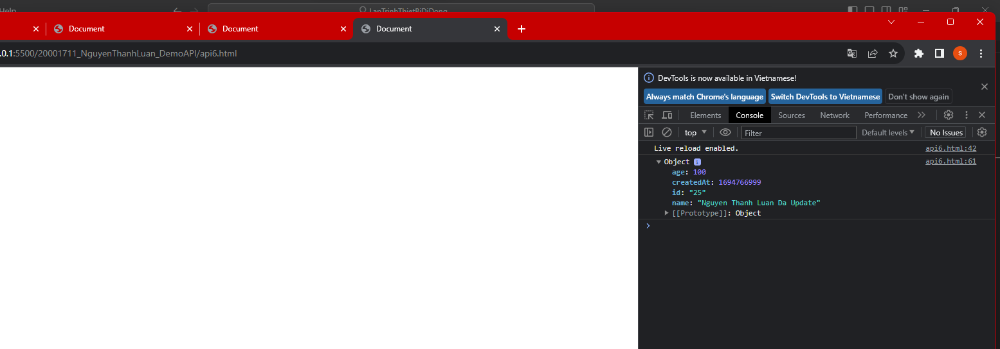 Help
LapTrinhThietBiDiDong
Document
Document
Document
.0.1:5500/20001711_NguyenThanhLuan_DemoAPI/api6.html
S
DevTools is now available in Vietnamese!
Always match Chrome's language Switch DevTools to Vietnamese Don't show again
Elements Console Sources Network Performance
top Filter Default levels No Issues
Live reload enabled. api6.html:42
Object i api6.html:61
age: 100
createdAt: 1694766999
id: "25"
name: "Nguyen Thanh Luan Da Update"
[[Prototype]]: Object